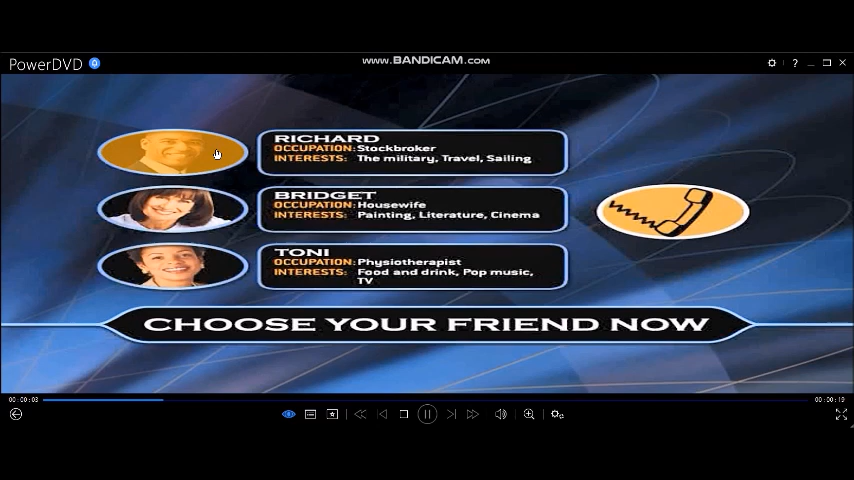 PowerDVD
www.BANDICAM.com
?
RICHARD
OCCUPATION: Stockbroker
INTERESTS: The military, Travel, Sailing
BRIDGET
OCCUPATION: Housewife
INTERESTS: Painting, Literature, Cinema
TONI
OCCUPATION: Physiotherapist
INTERESTS: Food and drink, Pop music,
TV
CHOOSE YOUR FRIEND NOW
00:00:03
00:00:19